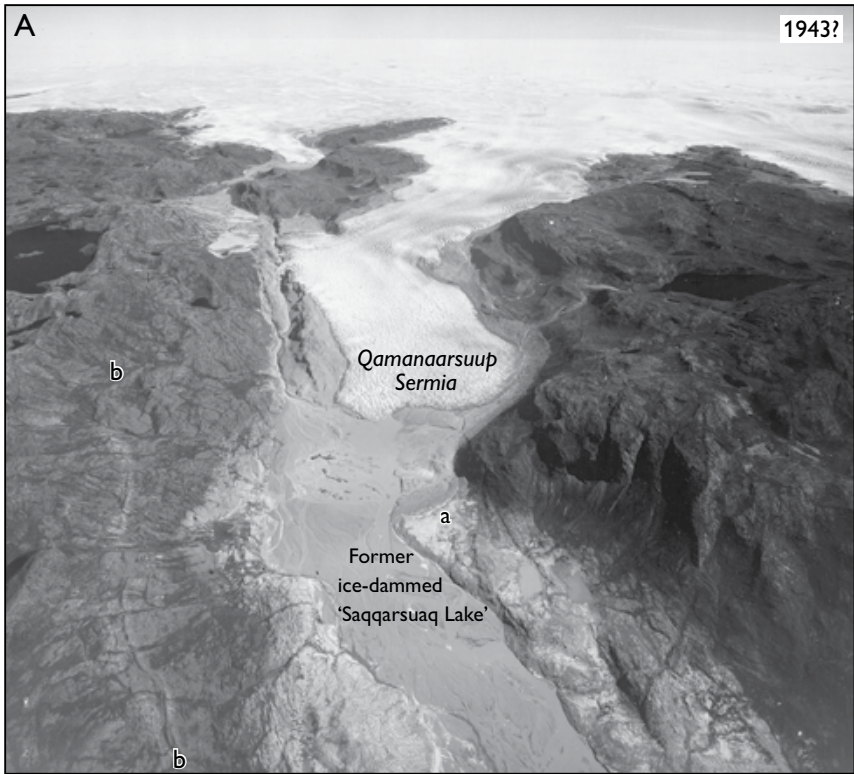 A
1943?
b
Qamanaarsuup
Sermia
a
Former
ice-dammed
‘Saqqarsuaq Lake’
b